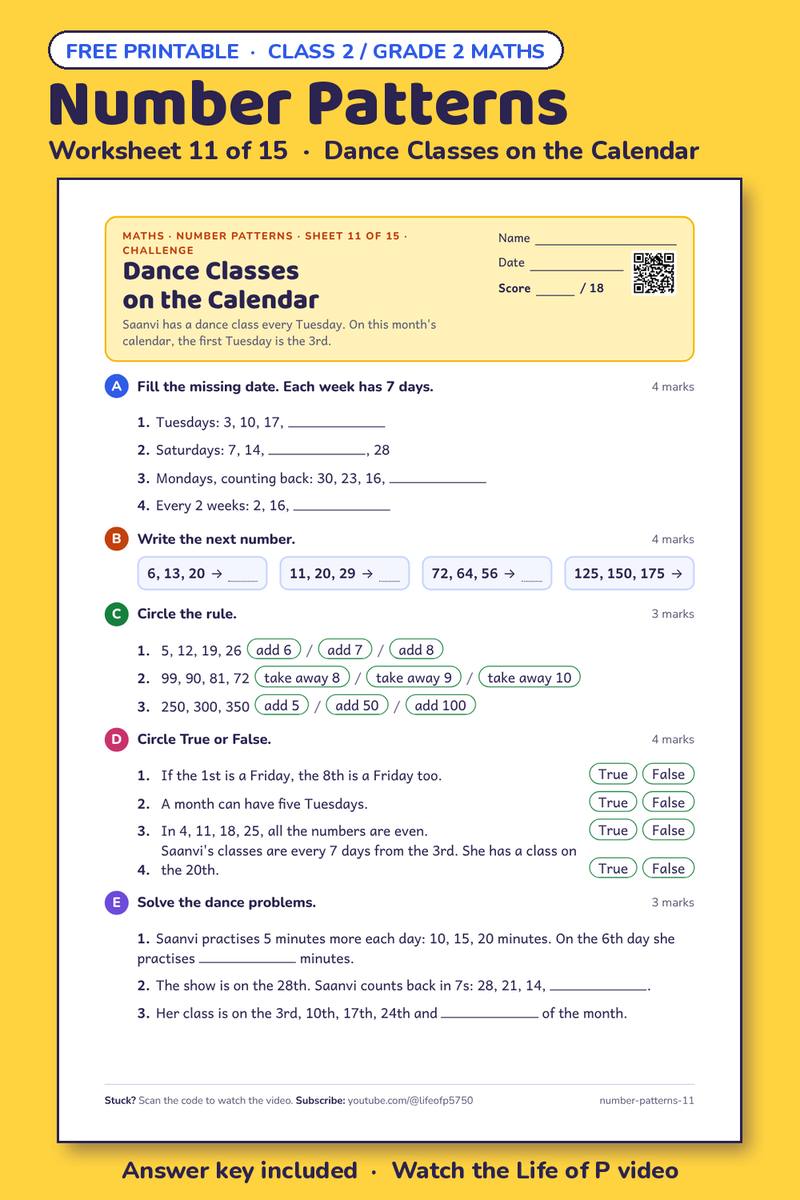 FREE PRINTABLE · CLASS 2 / GRADE 2 MATHS
Number Patterns
Worksheet 11 of 15 · Dance Classes on the Calendar
MATHS · NUMBER PATTERNS · SHEET 11 OF 15 ·
CHALLENGE
Dance Classes
on the Calendar
Saanvi has a dance class every Tuesday. On this month's
calendar, the first Tuesday is the 3rd.
Name ____________
Date ____________
Score _____ / 18
A Fill the missing date. Each week has 7 days. 4 marks
1. Tuesdays: 3, 10, 17, ____________
2. Saturdays: 7, 14, ____________, 28
3. Mondays, counting back: 30, 23, 16, ____________
4. Every 2 weeks: 2, 16, ____________
B Write the next number. 4 marks
6, 13, 20 → ____ 11, 20, 29 → ____ 72, 64, 56 → ____ 125, 150, 175 →
C Circle the rule. 3 marks
1. 5, 12, 19, 26 add 6 / add 7 / add 8
2. 99, 90, 81, 72 take away 8 / take away 9 / take away 10
3. 250, 300, 350 add 5 / add 50 / add 100
D Circle True or False. 4 marks
1. If the 1st is a Friday, the 8th is a Friday too. True False
2. A month can have five Tuesdays. True False
3. In 4, 11, 18, 25, all the numbers are even. True False
Saanvi's classes are every 7 days from the 3rd. She has a class on
4. the 20th. True False
E Solve the dance problems. 3 marks
1. Saanvi practises 5 minutes more each day: 10, 15, 20 minutes. On the 6th day she
practises ____________ minutes.
2. The show is on the 28th. Saanvi counts back in 7s: 28, 21, 14, ____________.
3. Her class is on the 3rd, 10th, 17th, 24th and ____________ of the month.
Stuck? Scan the code to watch the video. Subscribe: youtube.com/@lifeofp5750 number-patterns-11
Answer key included · Watch the Life of P video